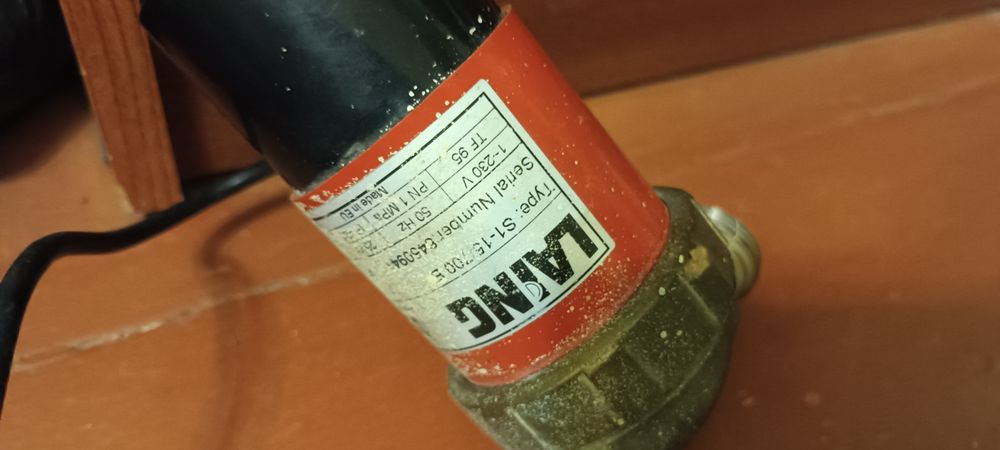 LAING
Type: S1-15 700 B
Serial Number E45094
1~230 V 50 Hz
TF 95 PN 1 MPa
Made in EU